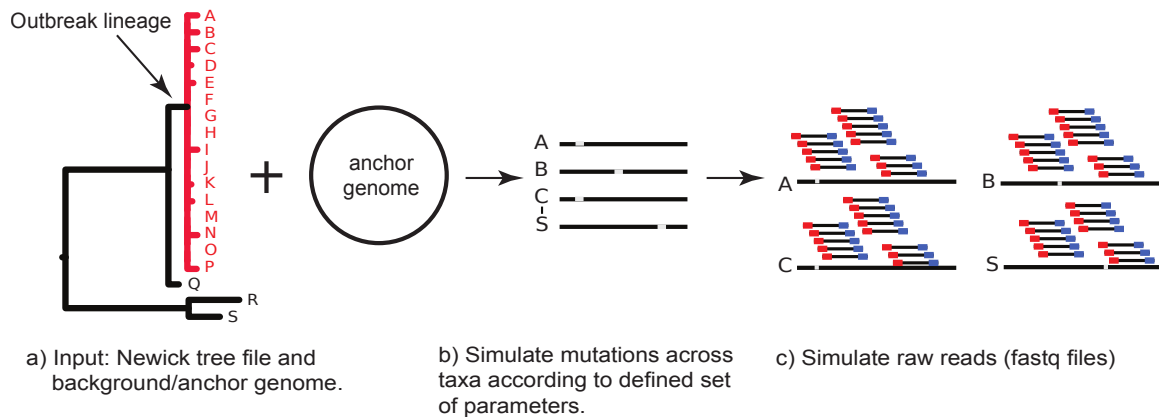 Outbreak lineage
A
B
C
D
E
F
G
H
I
J
K
L
M
N
O
P
Q
R
S
+
anchor
genome
A
B
C
-
S
A
B
C
S
a) Input: Newick tree file and
background/anchor genome.
b) Simulate mutations across
taxa according to defined set
of parameters.
c) Simulate raw reads (fastq files)